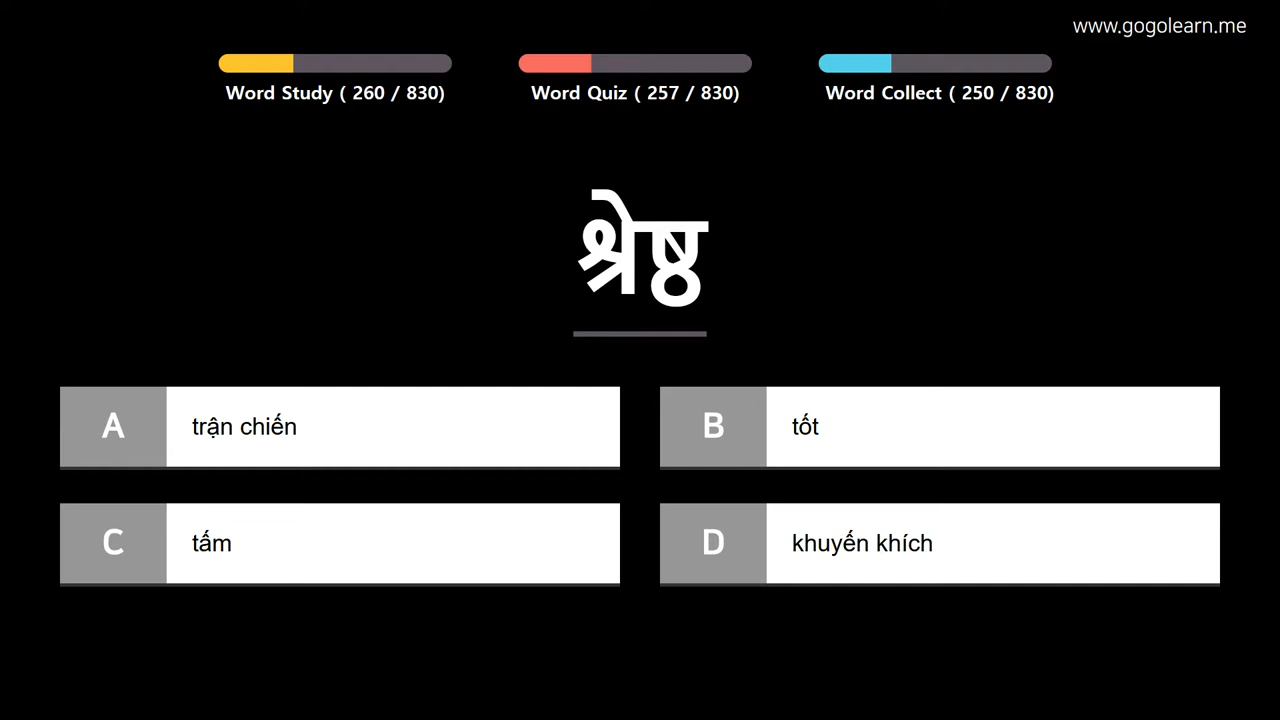 www.gogolearn.me
Word Study ( 260 / 830)
Word Quiz ( 257 / 830)
Word Collect ( 250 / 830)
श्रेष्ठ
A trận chiến
B tốt
C tấm
D khuyến khích